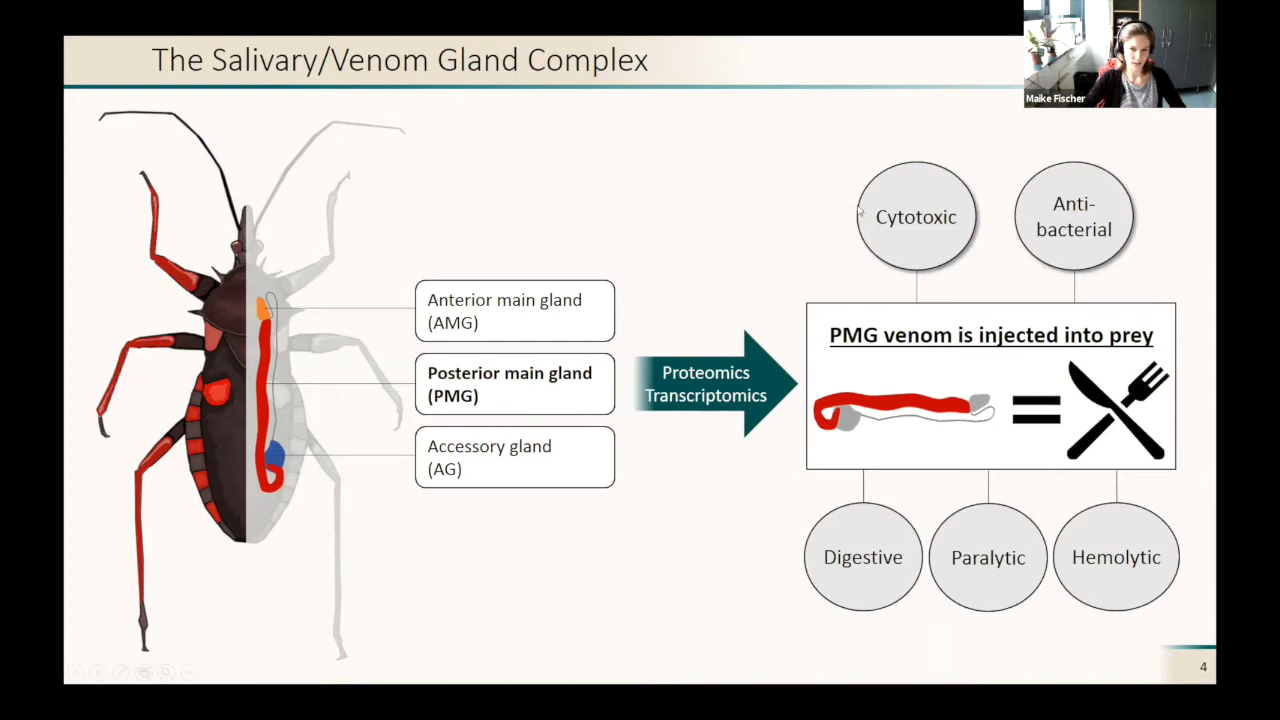 The Salivary/Venom Gland Complex
Maike Fischer
Anterior main gland
(AMG)
Posterior main gland
(PMG)
Accessory gland
(AG)
Proteomics
Transcriptomics
Cytotoxic
Anti-
bacterial
PMG venom is injected into prey
Digestive
Paralytic
Hemolytic
4